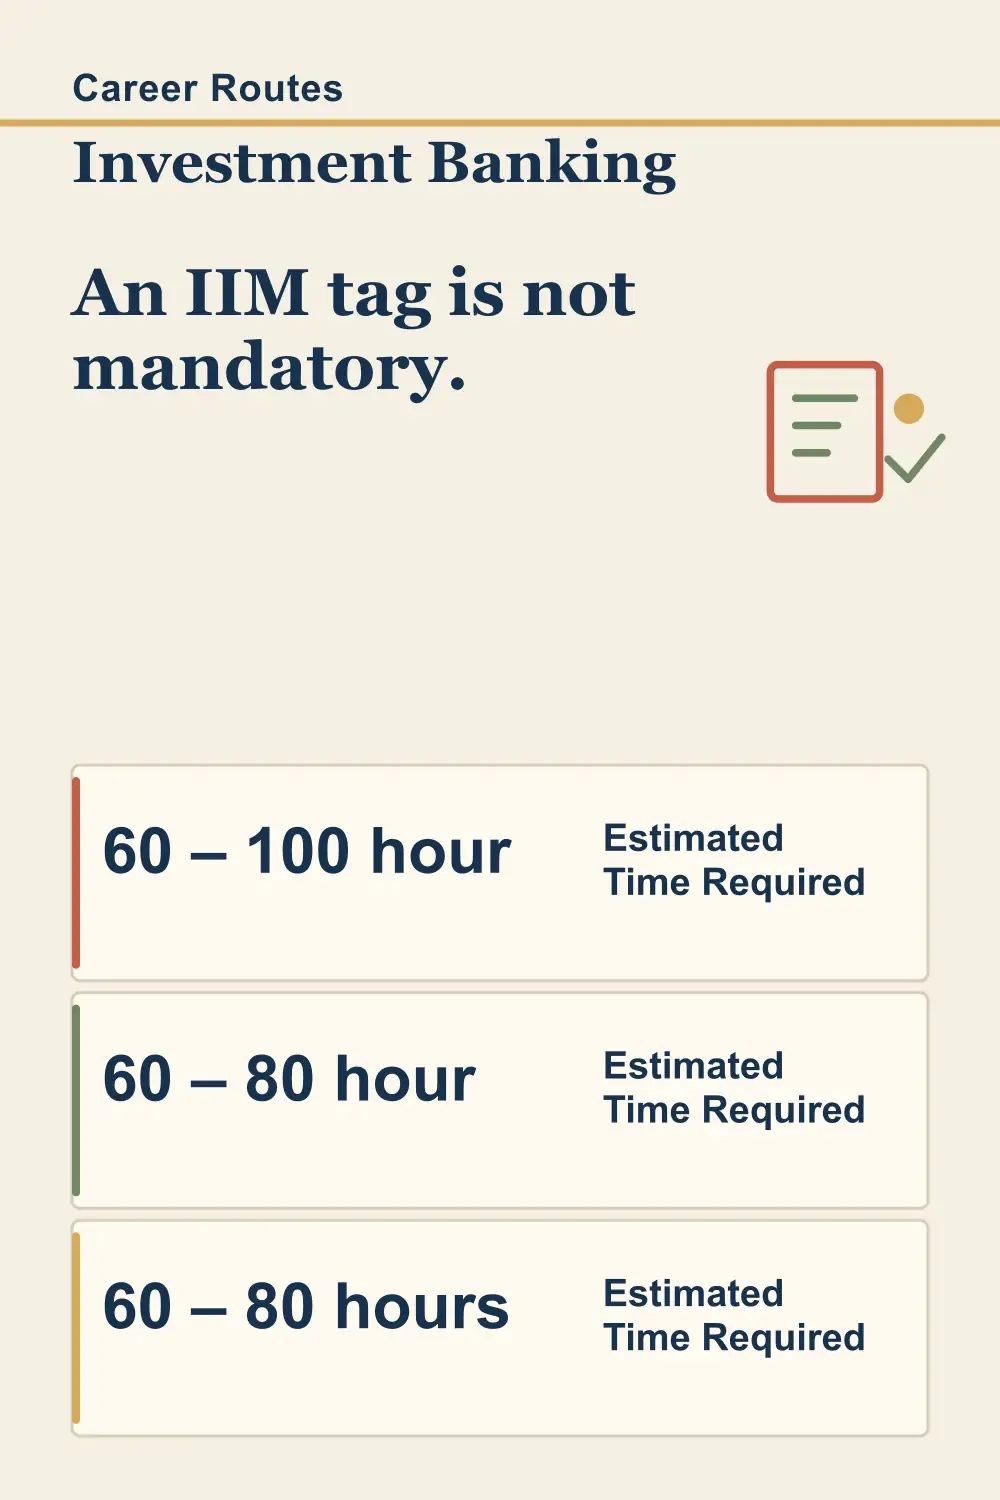 Career Routes
Investment Banking
An IIM tag is not
mandatory.
60 – 100 hour
Estimated
Time Required
60 – 80 hour
Estimated
Time Required
60 – 80 hours
Estimated
Time Required